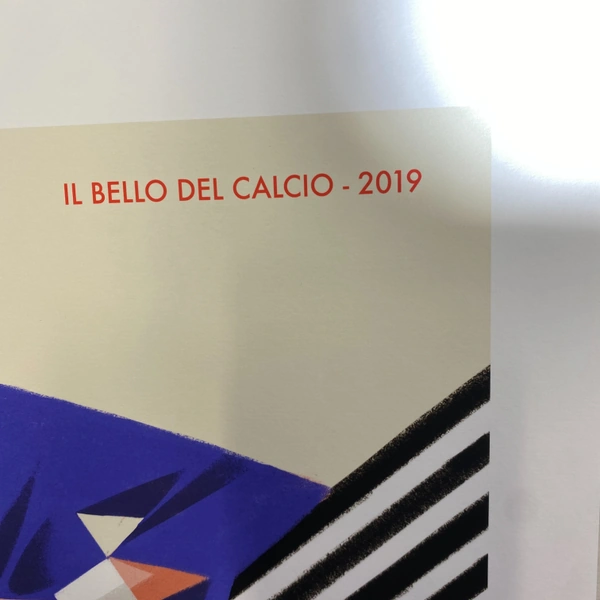 IL BELLO DEL CALCIO - 2019